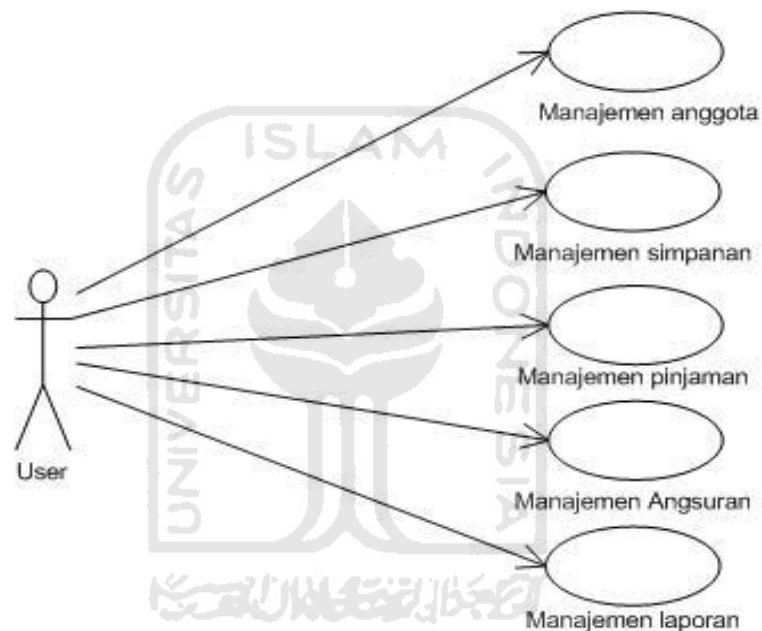 Manajemen anggota
ISLAM
UNIVERSITAS
INDONESIA
Manajemen simpanan
Manajemen pinjaman
User
Manajemen Angsuran
Manajemen laporan